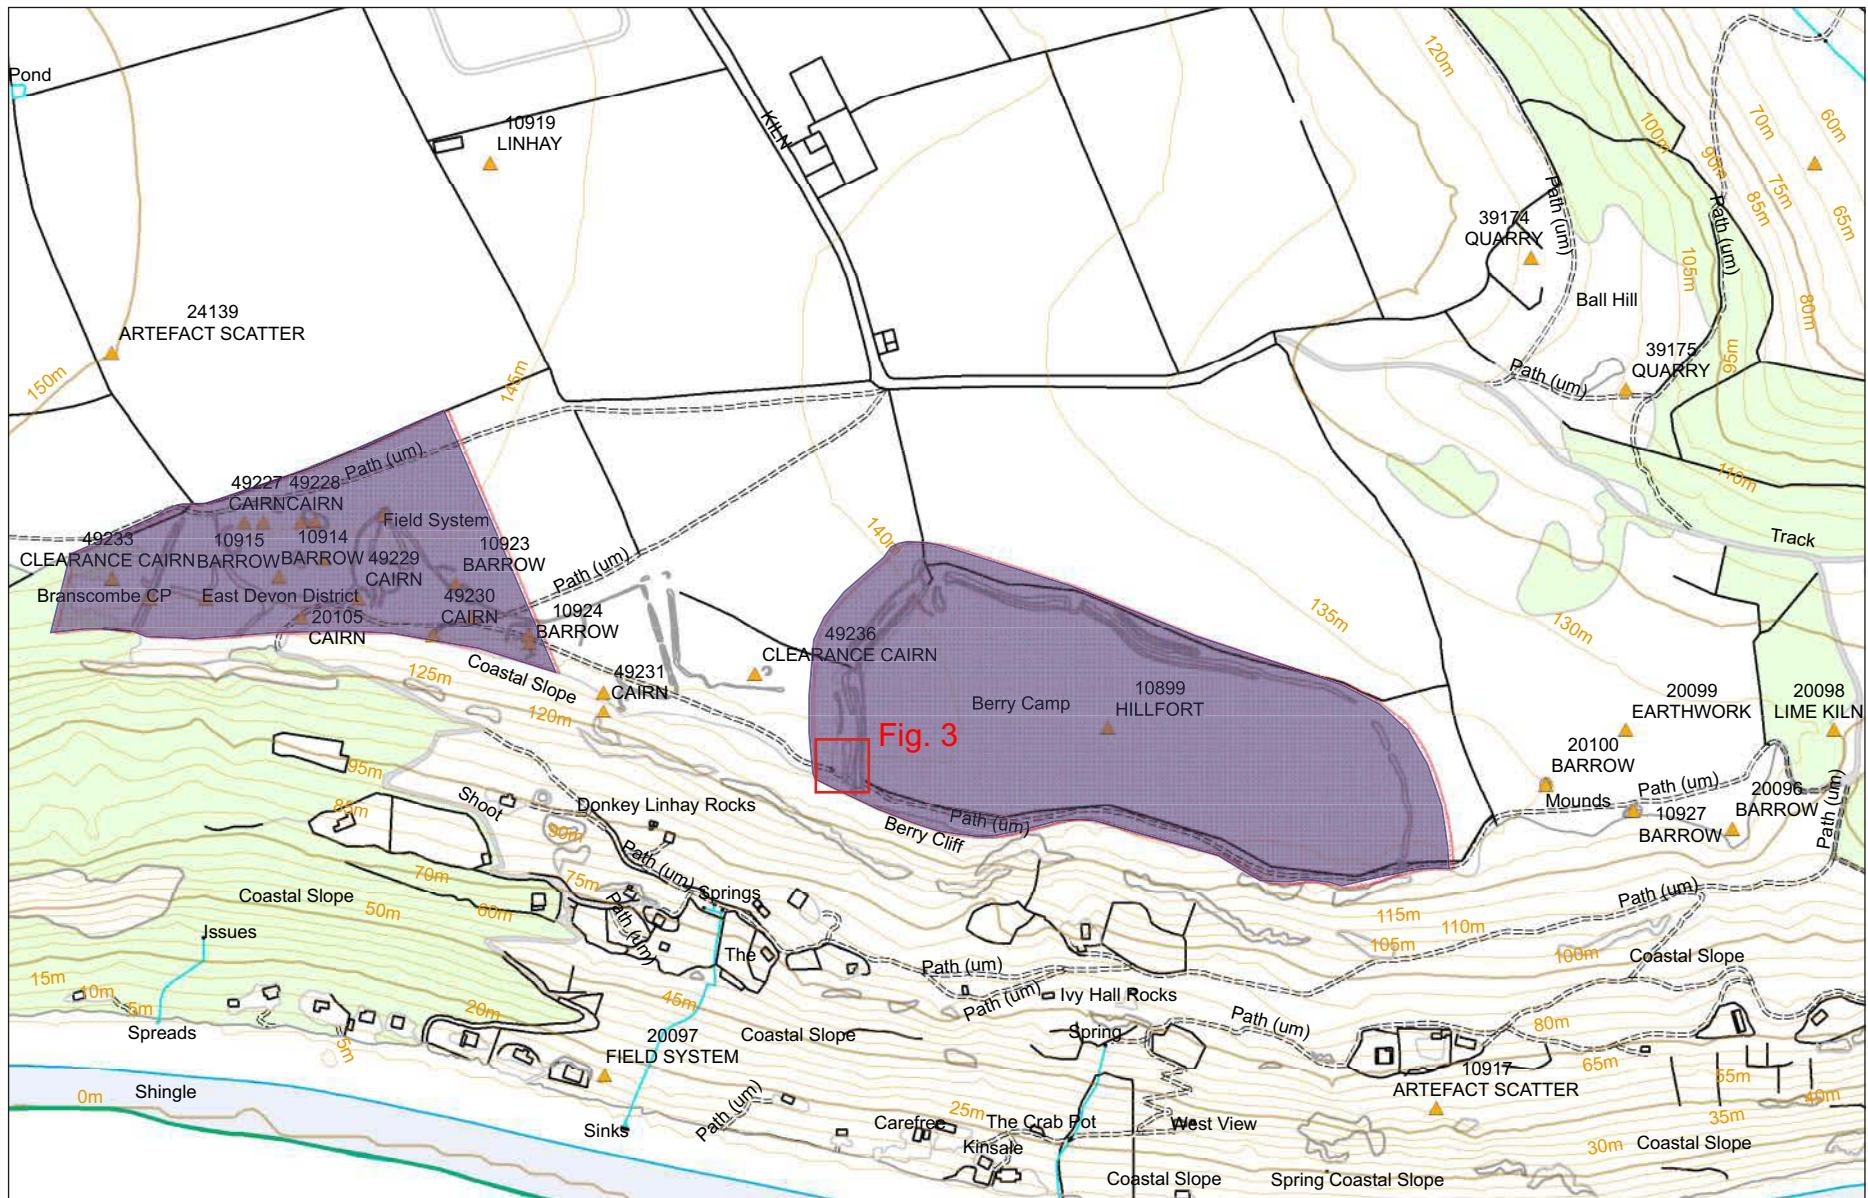 Pond
10919
LINHAY
KILN
120m
100m
90m
70m
60m
75m
85m
65m
Path (um)
Path (um)
39174
QUARRY
105m
Ball Hill
80m
24139
ARTEFACT SCATTER
150m
145m
39175
QUARRY
95m
Path (um)
110m
Path (um)
49227
CAIRN
49228
CAIRN
Field System
49233
CLEARANCE CAIRN
10915
BARROW
10914
BARROW
49229
CAIRN
10923
BARROW
140m
Track
Path (um)
Branscombe CP
East Devon District
20105
CAIRN
49230
CAIRN
10924
BARROW
135m
130m
49236
CLEARANCE CAIRN
125m
Coastal Slope
49231
CAIRN
120m
Berry Camp
10899
HILLFORT
20099
EARTHWORK
20098
LIME KILN
Fig. 3
20100
BARROW
95m
Path (um)
20096
BARROW
Mounds
10927
BARROW
Path (um)
85m
Shoot
Donkey Linhay Rocks
90m
Path (um)
Berry Cliff
Path (um)
70m
75m
Coastal Slope
50m
60m
Path (um)
Springs
Path (um)
115m
110m
105m
100m
Issues
The
Coastal Slope
Path (um)
15m
10m
5m
Path (um)
Ivy Hall Rocks
45m
20m
Spreads
5m
20097
FIELD SYSTEM
Coastal Slope
Spring
Path (um)
80m
65m
55m
10917
ARTEFACT SCATTER
40m
Shingle
0m
Path (um)
25m
35m
Sinks
Carefree
The Crab Pot
West View
Kinsale
30m
Coastal Slope
Coastal Slope
Spring
Coastal Slope